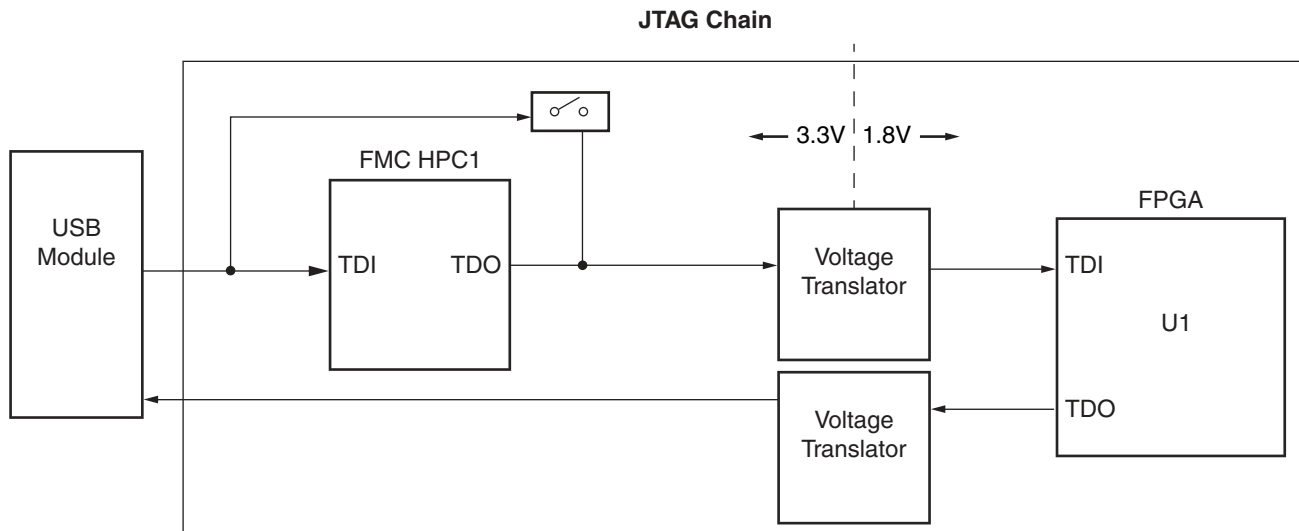 JTAG Chain
3.3V 1.8V
FMC HPC1
FPGA
USB
Module
TDI TDO
Voltage
Translator
TDI
U1
Voltage
Translator
TDO